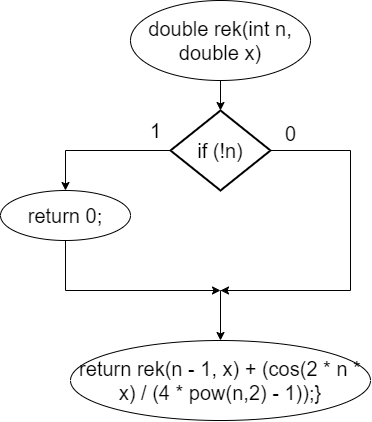 double rek(int n,
double x)
1
0
if (!n)
return 0;
return rek(n - 1, x) + (cos(2 * n *
x) / (4 * pow(n,2) - 1));}